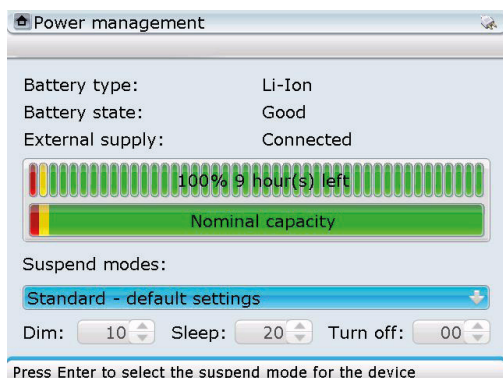 Power management
Battery type: Li-Ion
Battery state: Good
External supply: Connected
100% 9 hour(s) left
Nominal capacity
Suspend modes:
Standard - default settings
Dim: 10 Sleep: 20 Turn off: 00
Press Enter to select the suspend mode for the device